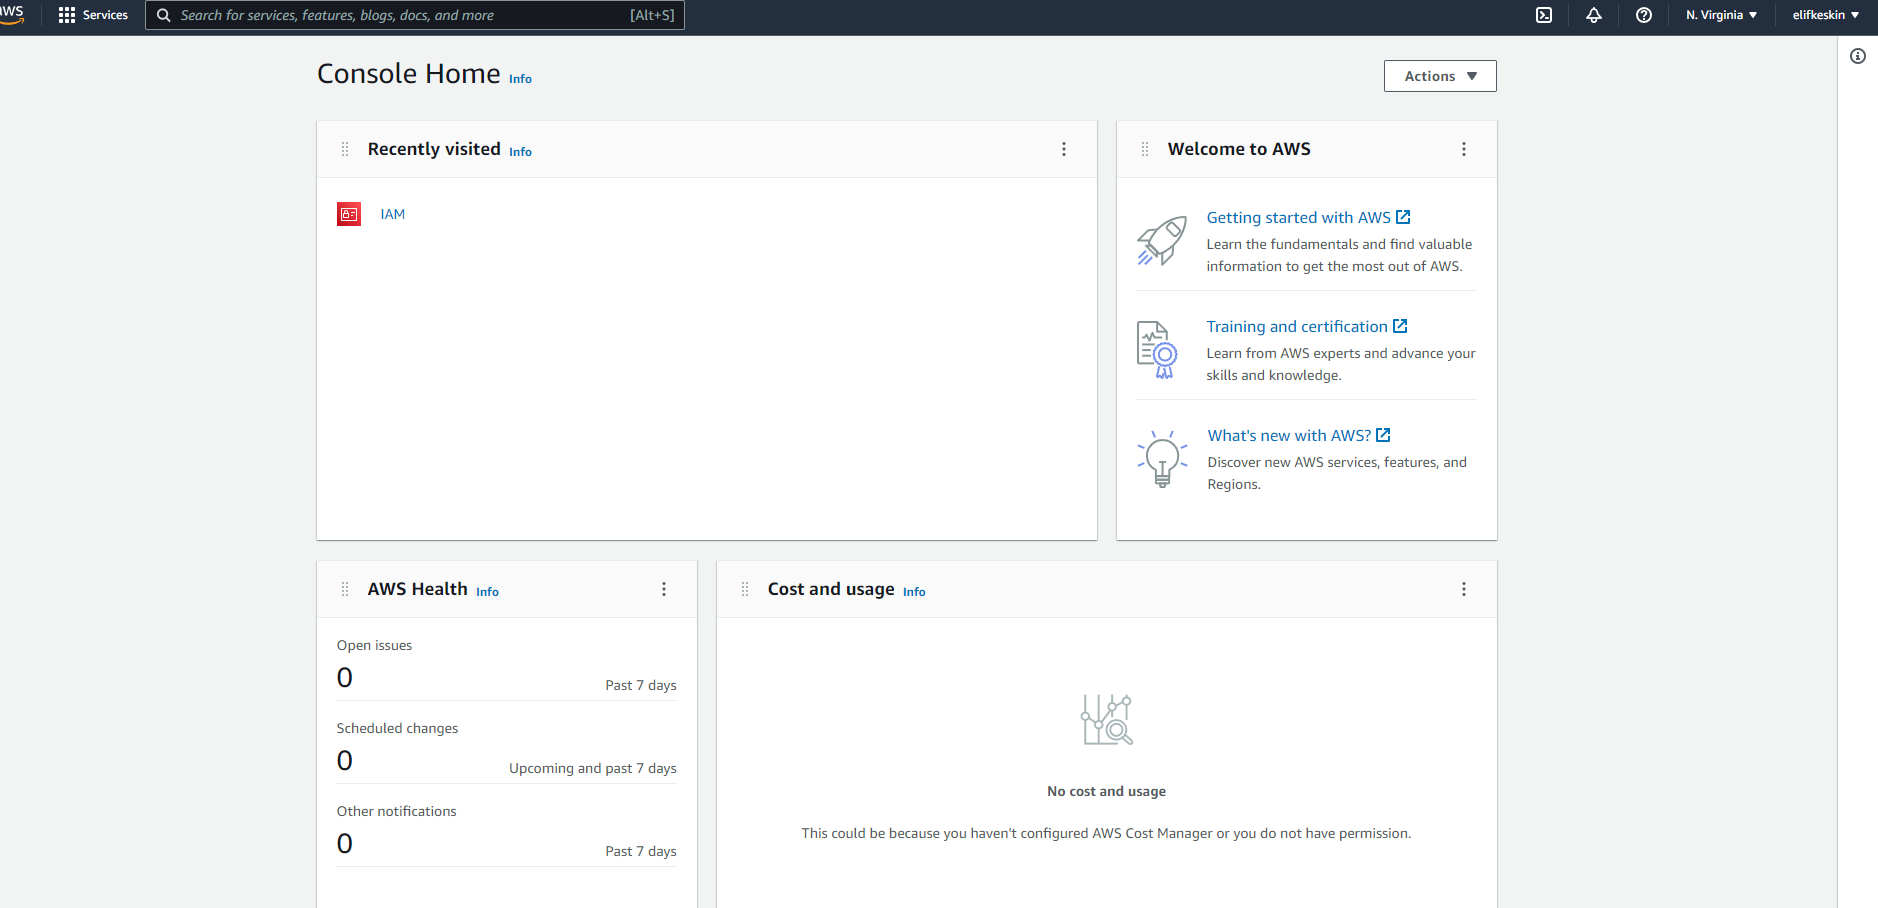 aws
Services
Search for services, features, blogs, docs, and more [Alt+S]
N. Virginia
elifkeskin
Console Home Info
Actions
Recently visited Info
IAM
Welcome to AWS
Getting started with AWS
Learn the fundamentals and find valuable
information to get the most out of AWS.
Training and certification
Learn from AWS experts and advance your
skills and knowledge.
What's new with AWS?
Discover new AWS services, features, and
Regions.
AWS Health Info
Open issues
0 Past 7 days
Scheduled changes
0 Upcoming and past 7 days
Other notifications
0 Past 7 days
Cost and usage Info
No cost and usage
This could be because you haven't configured AWS Cost Manager or you do not have permission.